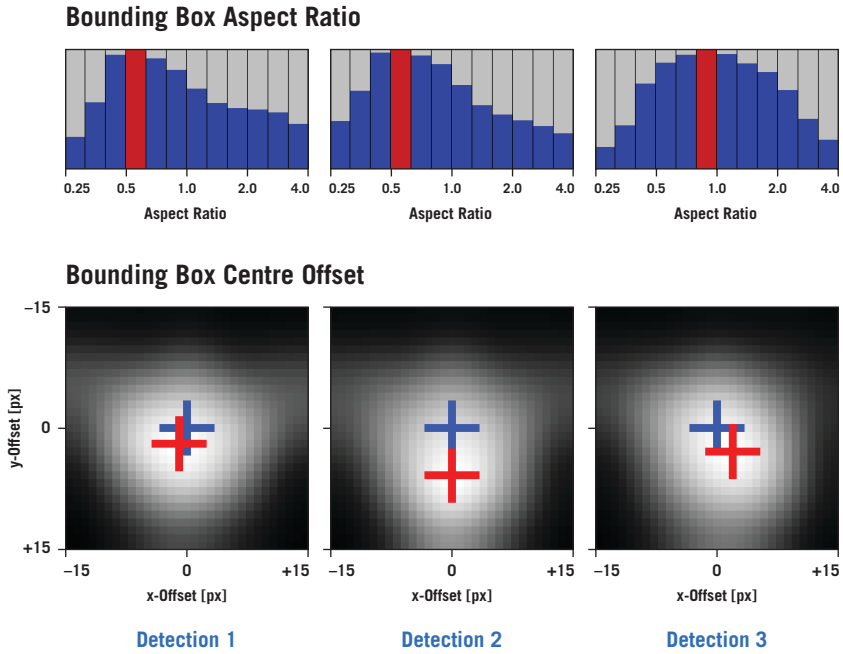 Bounding Box Aspect Ratio
0.25 0.5 1.0 2.0 4.0 0.25 0.5 1.0 2.0 4.0 0.25 0.5 1.0 2.0 4.0
Aspect Ratio Aspect Ratio Aspect Ratio
Bounding Box Centre Offset
−15
0
+15
y-Offset [px]
−15 0 +15 −15 0 +15 −15 0 +15
x-Offset [px] x-Offset [px] x-Offset [px]
Detection 1 Detection 2 Detection 3